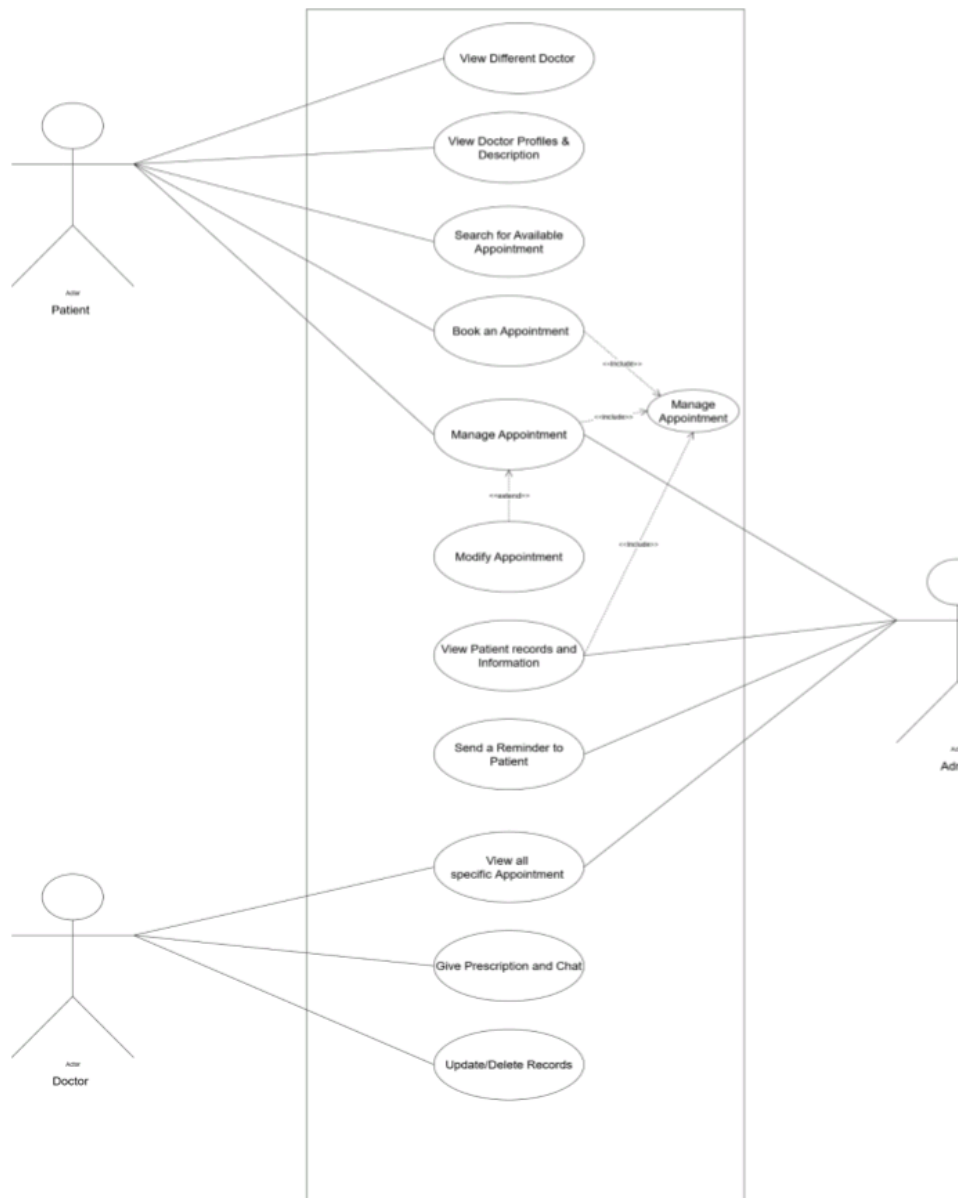 View Different Doctor
View Doctor Profiles &
Description
Search for Available
Appointment
Actor
Patient
Book an Appointment
<<Include>>
Manage
Appointment
<<Include>>
Manage Appointment
<<extend>>
Modify Appointment
<<Include>>
View Patient records and
Information
Send a Reminder to
Patient
View all
specific Appointment
Give Prescription and Chat
Update/Delete Records
Actor
Doctor